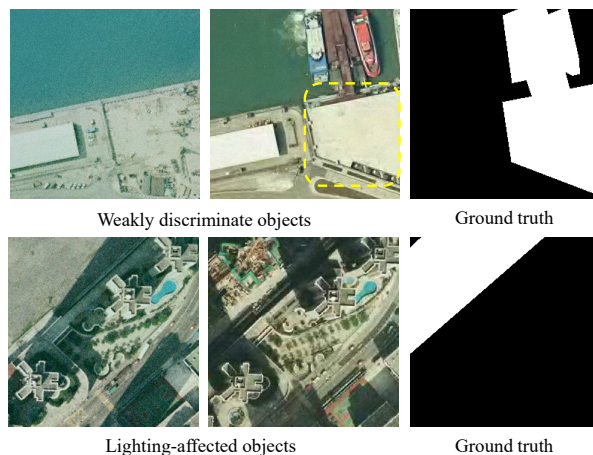 Weakly discriminate objects
Ground truth
Lighting-affected objects
Ground truth